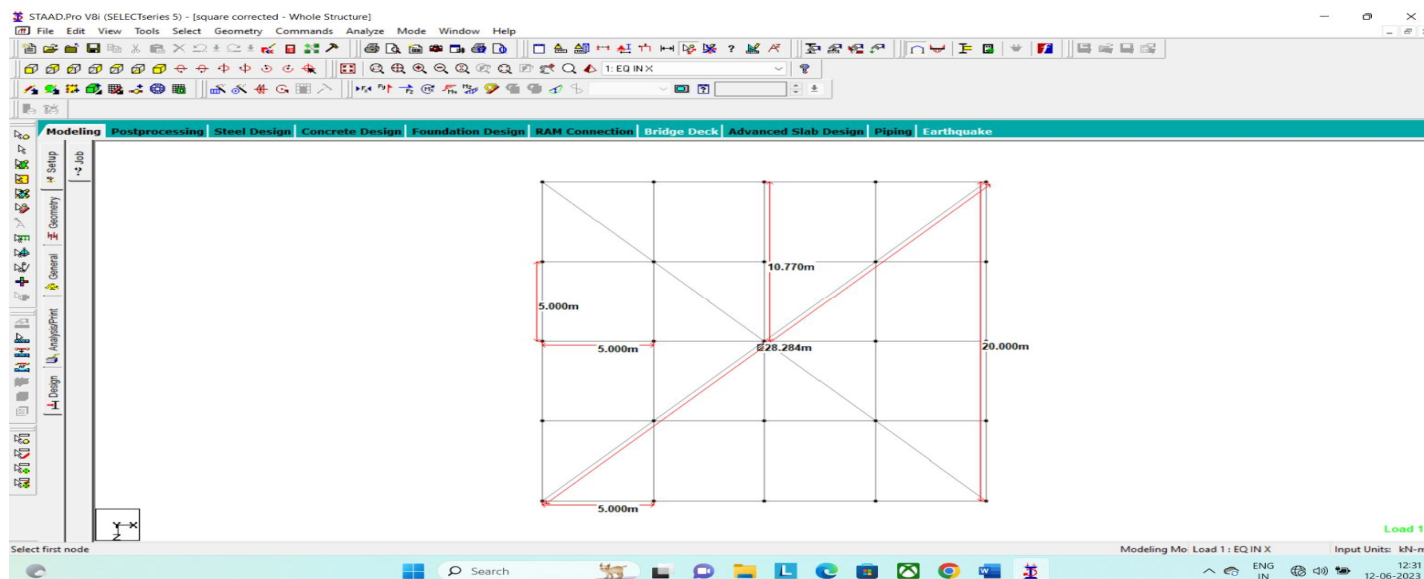 STAAD.Pro V8i (SELECTseries 5) - [square corrected - Whole Structure]
File Edit View Tools Select Geometry Commands Analyze Mode Window Help
1: EQ IN X
Modeling Postprocessing Steel Design Concrete Design Foundation Design RAM Connection Bridge Deck Advanced Slab Design Piping Earthquake
Setup
Geometry
General
Analysis/Print
Design
Job
10.770m
5.000m
5.000m
28.284m
20.000m
5.000m
Y X
Z
Load 1
Select first node
Modeling Mo Load 1 : EQ IN X Input Units: kN-m
Search
ENG
IN
12:31
12-06-2023